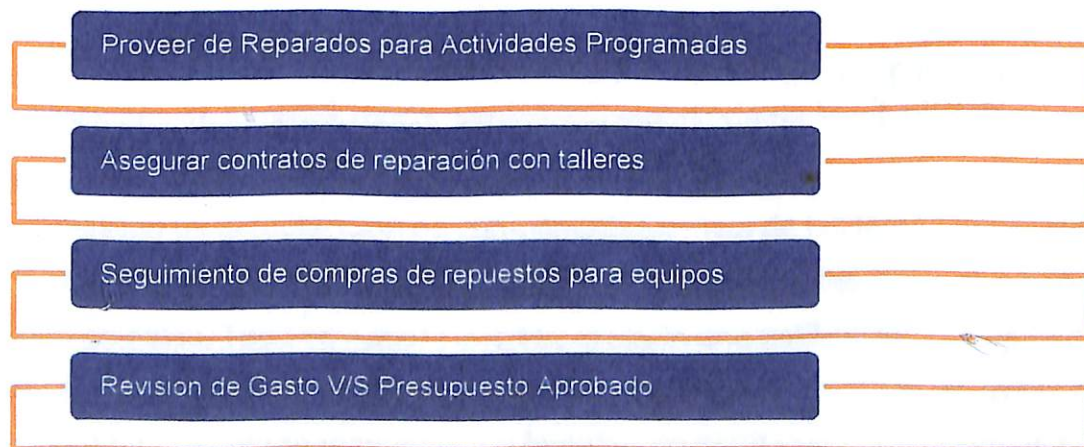 Proveer de Reparados para Actividades Programadas
Asegurar contratos de reparación con talleres
Seguimiento de compras de repuestos para equipos
Revision de Gasto V/S Presupuesto Aprobado